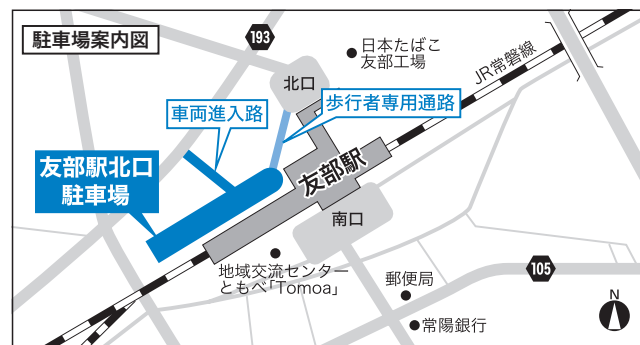 駐車場案内図
193
日本たばこ
友部工場
JR常磐線
北口
歩行者専用通路
車両進入路
友部駅北口
駐車場
友部駅
南口
地域交流センター
ともべ「Tomoa」
郵便局
105
常陽銀行
N